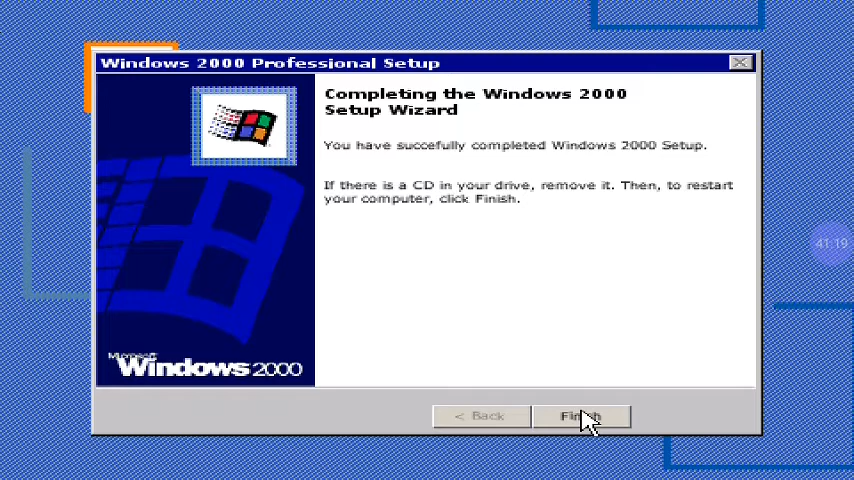 Windows 2000 Professional Setup
Completing the Windows 2000
Setup Wizard
You have succefully completed Windows 2000 Setup.
If there is a CD in your drive, remove it. Then, to restart
your computer, click Finish.
41:19
Microsoft
Windows 2000
< Back
Finish